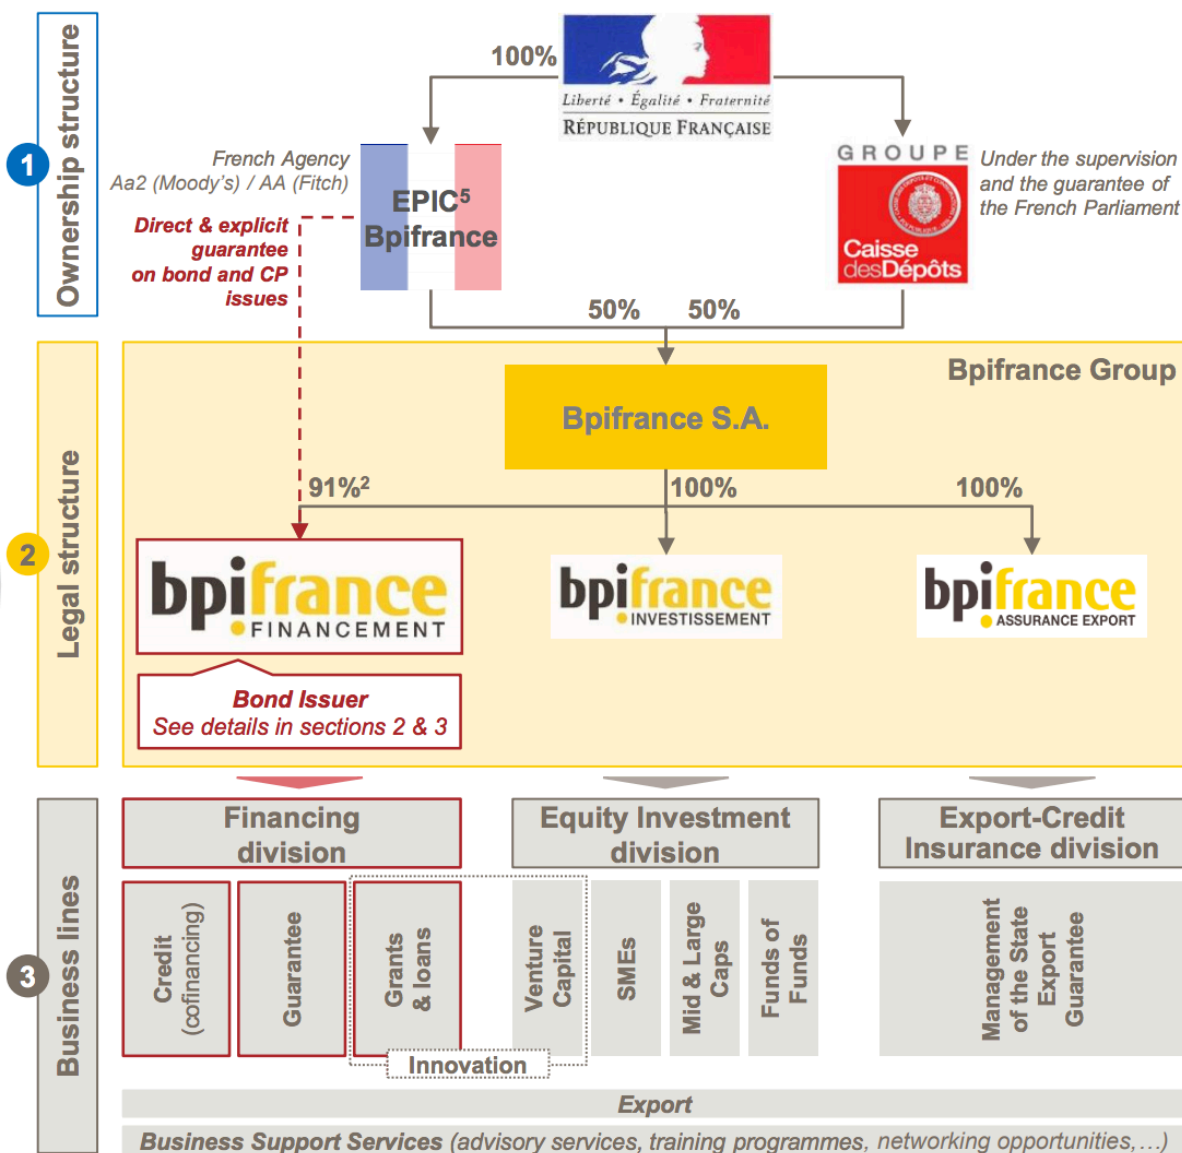 100%
Liberté • Égalité • Fraternité
RÉPUBLIQUE FRANÇAISE
1
Ownership structure
French Agency
Aa2 (Moody's) / AA (Fitch)
Direct & explicit
guarantee
on bond and CP
issues
EPIC5
Bpifrance
GROUPE
Caisse
desDépôts
Under the supervision
and the guarantee of
the French Parliament
50%
50%
2
Legal structure
Bpifrance Group
Bpifrance S.A.
91%2
100%
100%
bpifrance
FINANCEMENT
bpifrance
INVESTISSEMENT
bpifrance
ASSURANCE EXPORT
Bond Issuer
See details in sections 2 & 3
3
Business lines
Financing
division
Equity Investment
division
Export-Credit
Insurance division
Credit
(cofinancing)
Guarantee
Grants
& loans
Venture
Capital
SMEs
Mid & Large
Caps
Funds of
Funds
Management
of the State
Export
Guarantee
Innovation
Export
Business Support Services (advisory services, training programmes, networking opportunities,…)